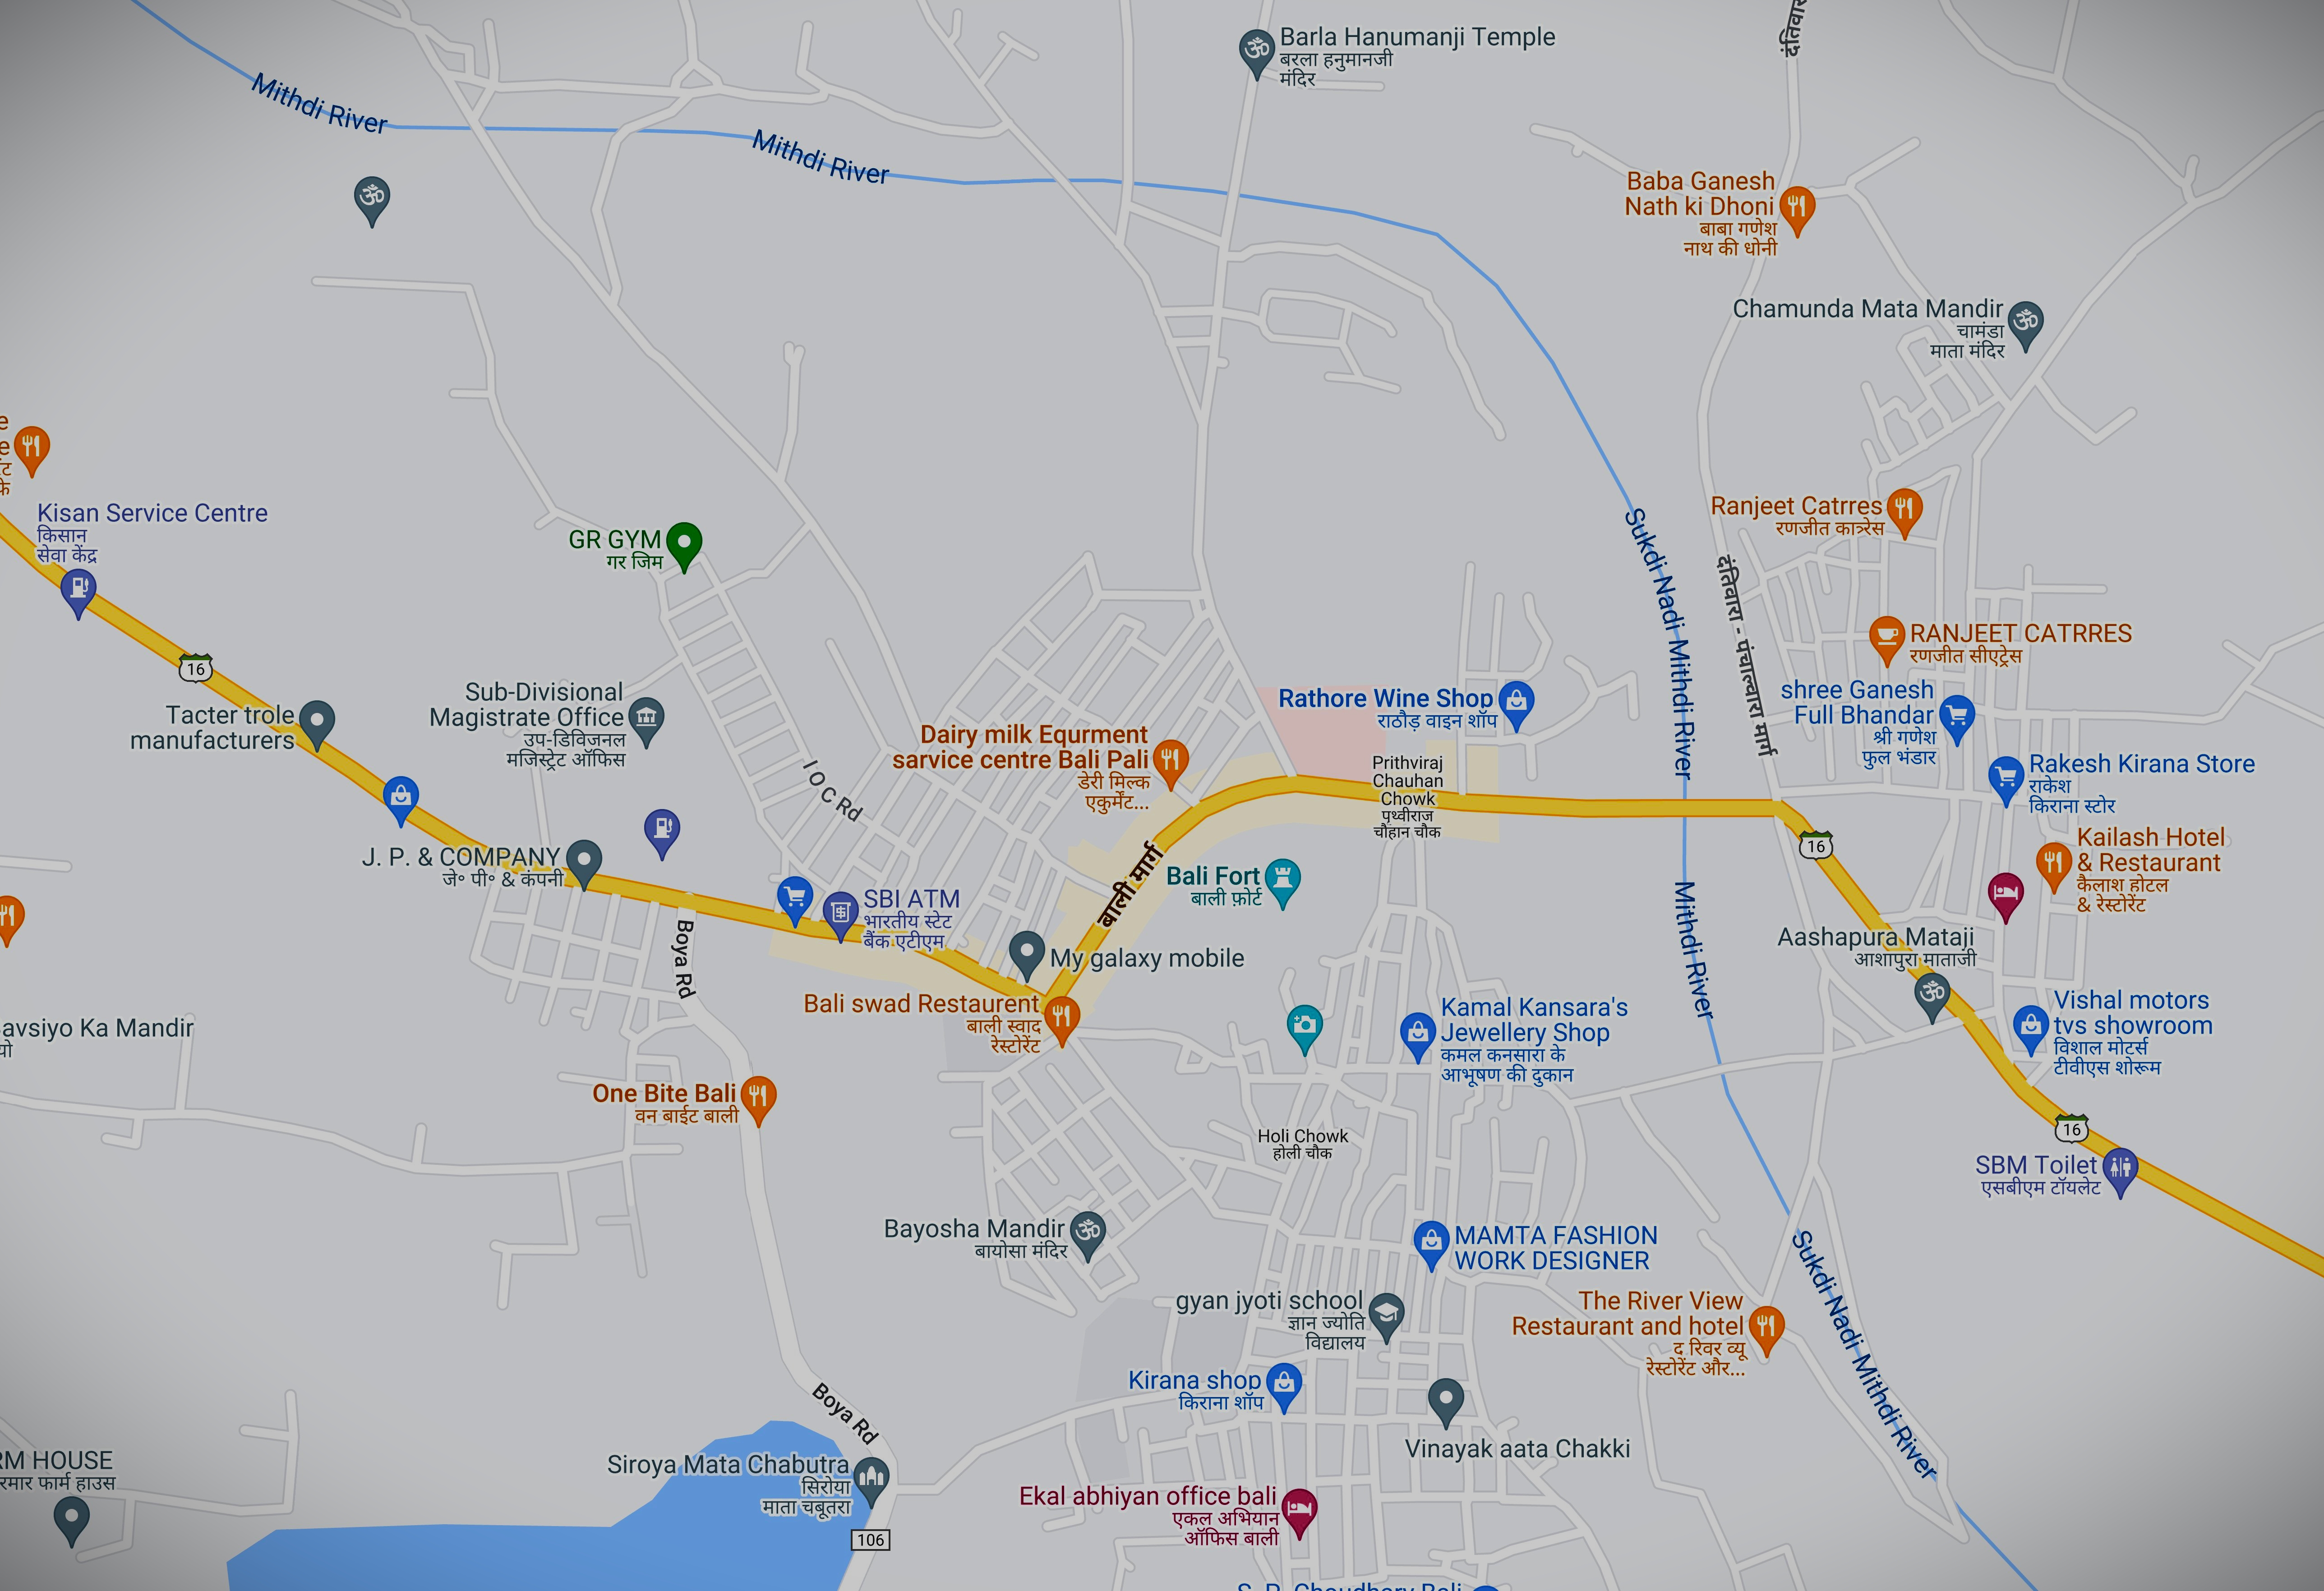 Barla Hanumanji Temple
बरला हनुमानजी
मंदिर
Mithdi River
Mithdi River
Baba Ganesh
Nath ki Dhoni
बाबा गणेश
नाथ की धोनी
Chamunda Mata Mandir
चामंडा
माता मंदिर
Kisan Service Centre
किसान
सेवा केंद्र
GR GYM
गर जिम
Ranjeet Catrres
रणजीत कात्र्रेस
Sukdi Nadi Mithdi River
दंतिवारा - पंचाल्वारा मार्ग
RANJEET CATRRES
रणजीत सीएट्रेस
16
Tacter trole
manufacturers
Sub-Divisional
Magistrate Office
उप-डिविजनल
मजिस्ट्रेट ऑफिस
I O C Rd
Dairy milk Equrment
sarvice centre Bali Pali
डेरी मिल्क
एकुर्मेंट...
Rathore Wine Shop
राठौड़ वाइन शॉप
Prithviraj
Chauhan
Chowk
पृथ्वीराज
चौहान चौक
shree Ganesh
Full Bhandar
श्री गणेश
फुल भंडार
Rakesh Kirana Store
राकेश
किराना स्टोर
16
Kailash Hotel
& Restaurant
कैलाश होटल
& रेस्टोरेंट
J. P. & COMPANY
जे॰ पी॰ & कंपनी
SBI ATM
भारतीय स्टेट
बैंक एटीएम
बाली मार्ग
Bali Fort
बाली फ़ोर्ट
Boya Rd
My galaxy mobile
Mithdi River
Aashapura Mataji
आशापुरा माताजी
Bali swad Restaurent
बाली स्वाद
रेस्टोरेंट
Kamal Kansara's
Jewellery Shop
कमल कनसारा के
आभूषण की दुकान
Vishal motors
tvs showroom
विशाल मोटर्स
टीवीएस शोरूम
avsiyo Ka Mandir
One Bite Bali
वन बाईट बाली
Holi Chowk
होली चौक
16
SBM Toilet
एसबीएम टॉयलेट
Bayosha Mandir
बायोसा मंदिर
MAMTA FASHION
WORK DESIGNER
gyan jyoti school
ज्ञान ज्योति
विद्यालय
The River View
Restaurant and hotel
द रिवर व्यू
रेस्टोरेंट और...
Sukdi Nadi Mithdi River
Kirana shop
किराना शॉप
Boya Rd
Vinayak aata Chakki
RM HOUSE
रमार फार्म हाउस
Siroya Mata Chabutra
सिरोया
माता चबूतरा
Ekal abhiyan office bali
एकल अभियान
ऑफिस बाली
106